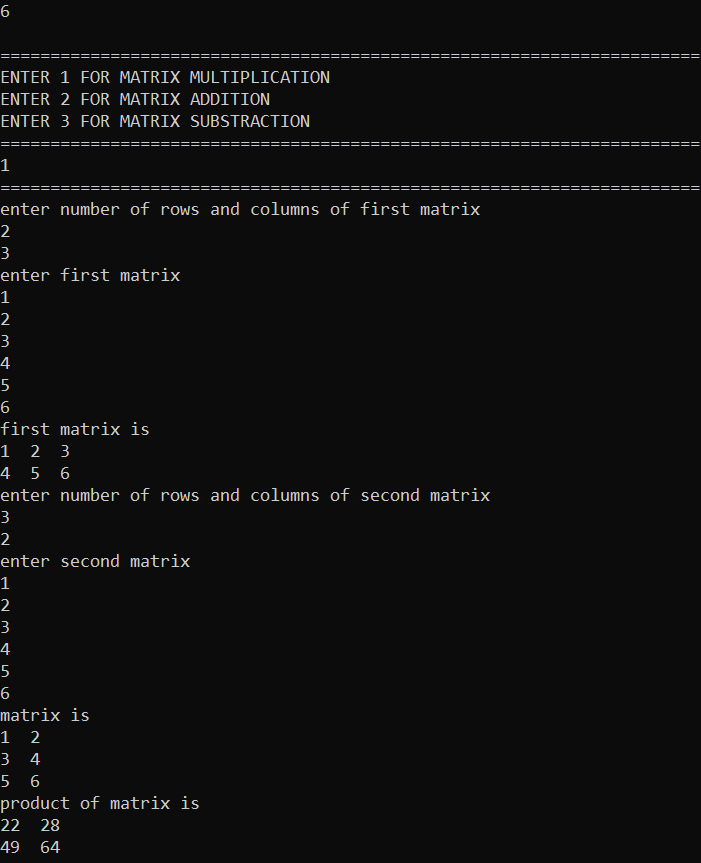 6
======================================================================
ENTER 1 FOR MATRIX MULTIPLICATION
ENTER 2 FOR MATRIX ADDITION
ENTER 3 FOR MATRIX SUBSTRACTION
======================================================================
1
======================================================================
enter number of rows and columns of first matrix
2
3
enter first matrix
1
2
3
4
5
6
first matrix is
1  2  3
4  5  6
enter number of rows and columns of second matrix
3
2
enter second matrix
1
2
3
4
5
6
matrix is
1  2
3  4
5  6
product of matrix is
22  28
49  64